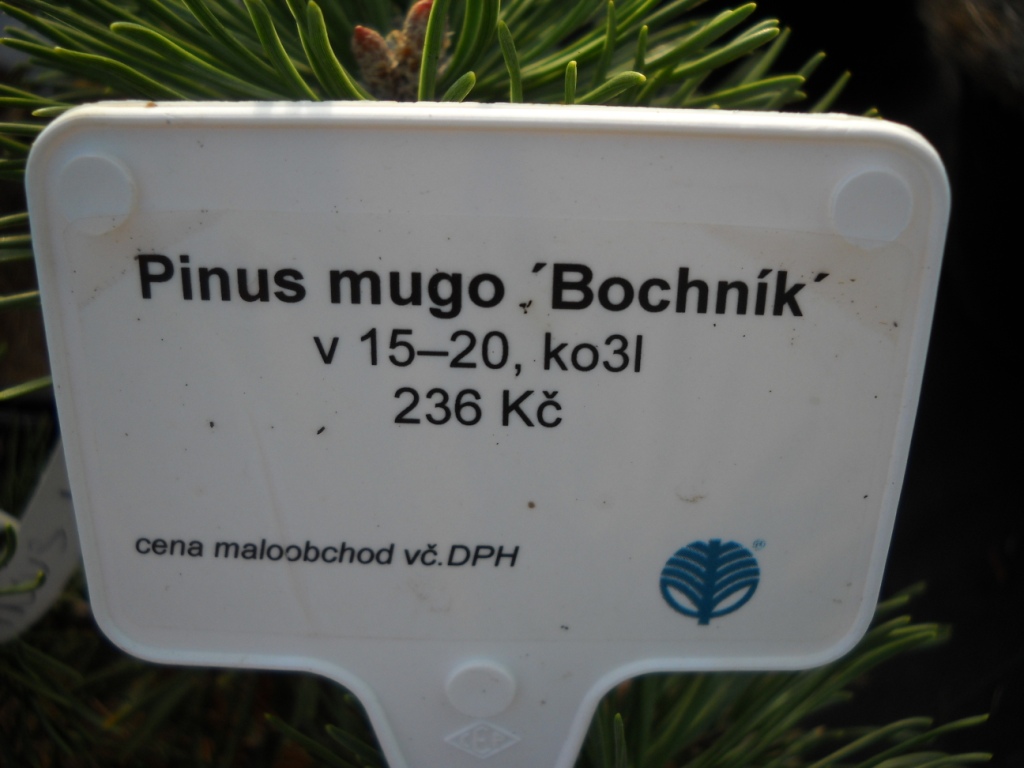 Pinus mugo ´Bochník´
v 15–20, ko3l
236 Kč
cena maloobchod vč.DPH
®